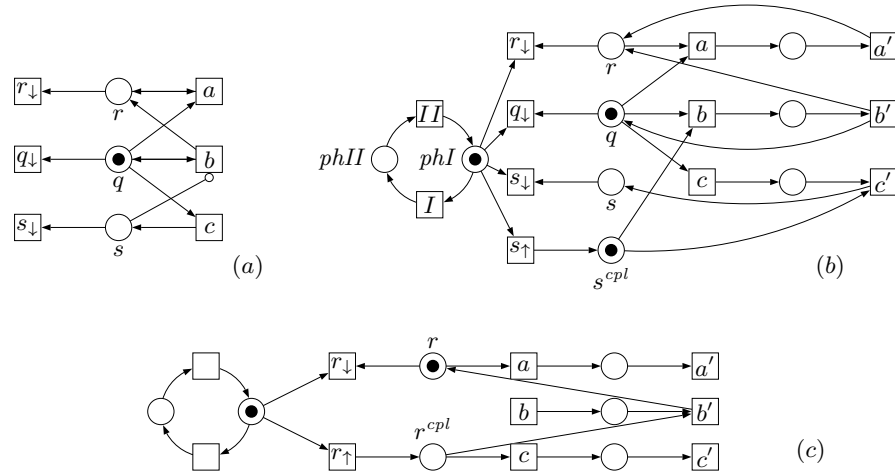 r↓ r a
q↓ q b
s↓ s c
(a)
phII II phI I
r↓ r a a′
q↓ q b b′
s↓ s c c′
s↑ s^cpl
(b)
r↓ r a a′
b b′
r↑ r^cpl c c′
(c)